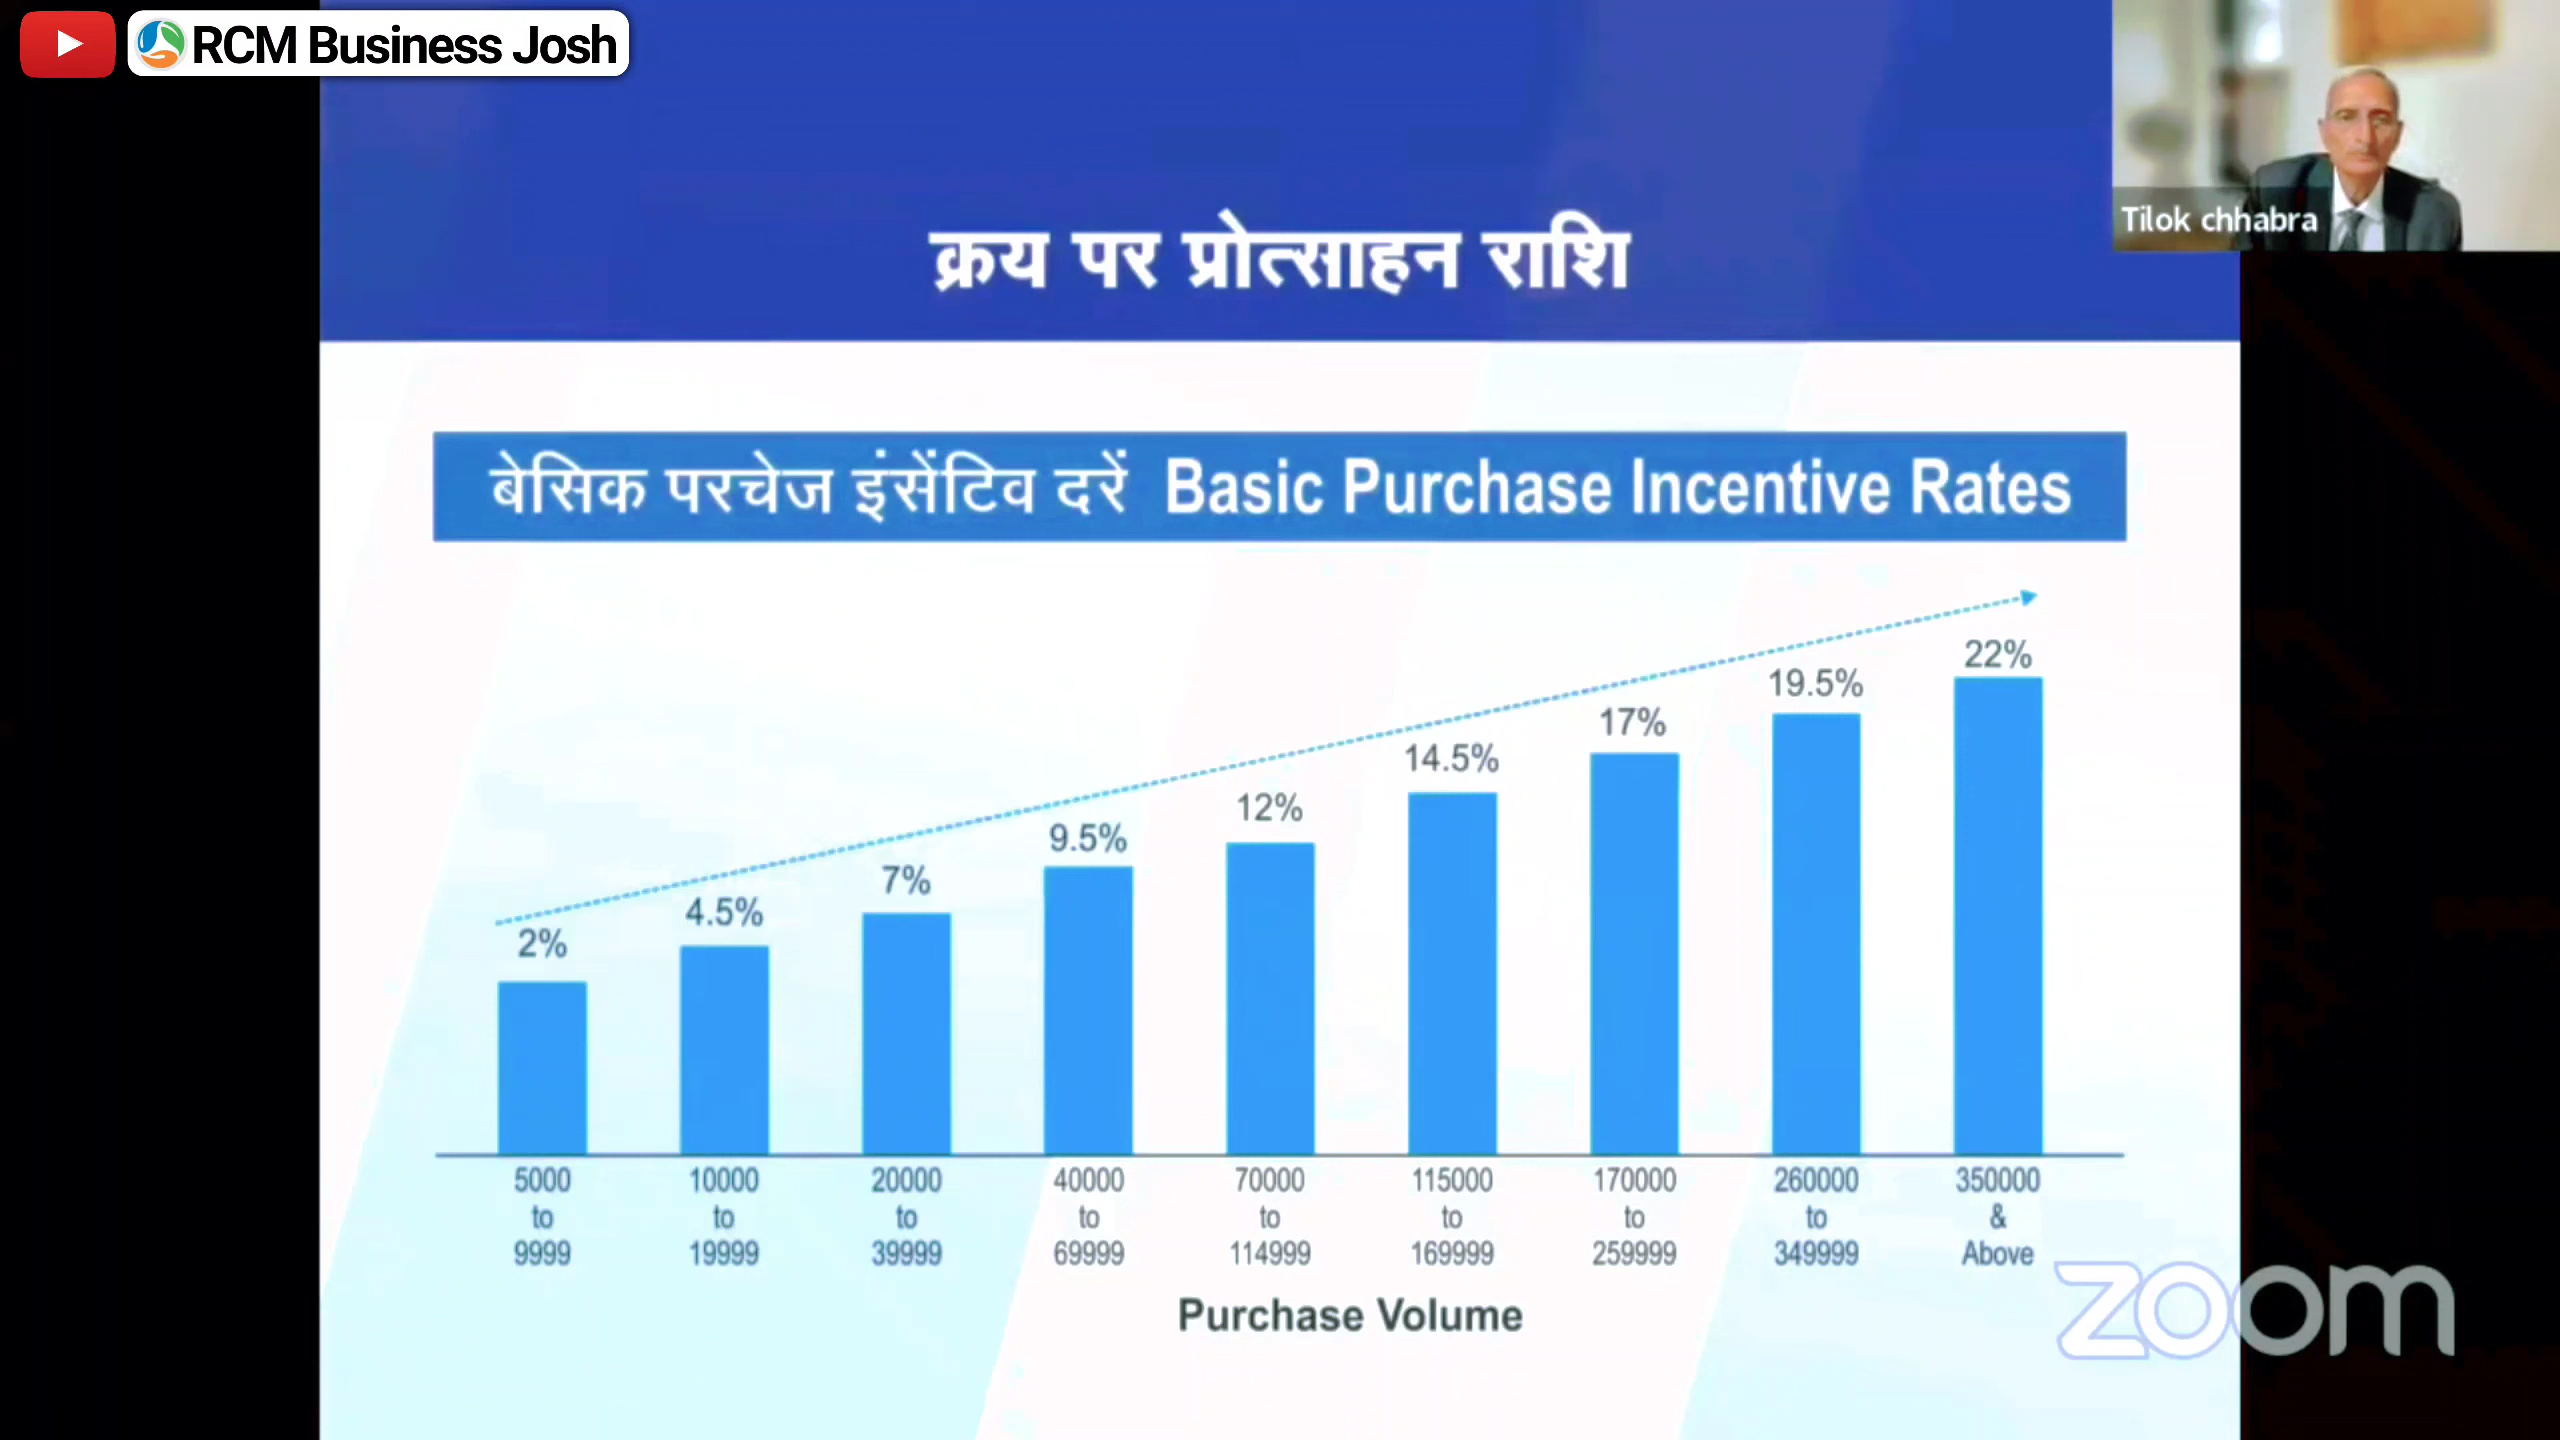 RCM Business Josh
Tilok chhabra
क्रय पर प्रोत्साहन राशि
बेसिक परचेज इंसेंटिव दरें Basic Purchase Incentive Rates
2%
4.5%
7%
9.5%
12%
14.5%
17%
19.5%
22%
5000 to 9999
10000 to 19999
20000 to 39999
40000 to 69999
70000 to 114999
115000 to 169999
170000 to 259999
260000 to 349999
350000 & Above
Purchase Volume
zoom